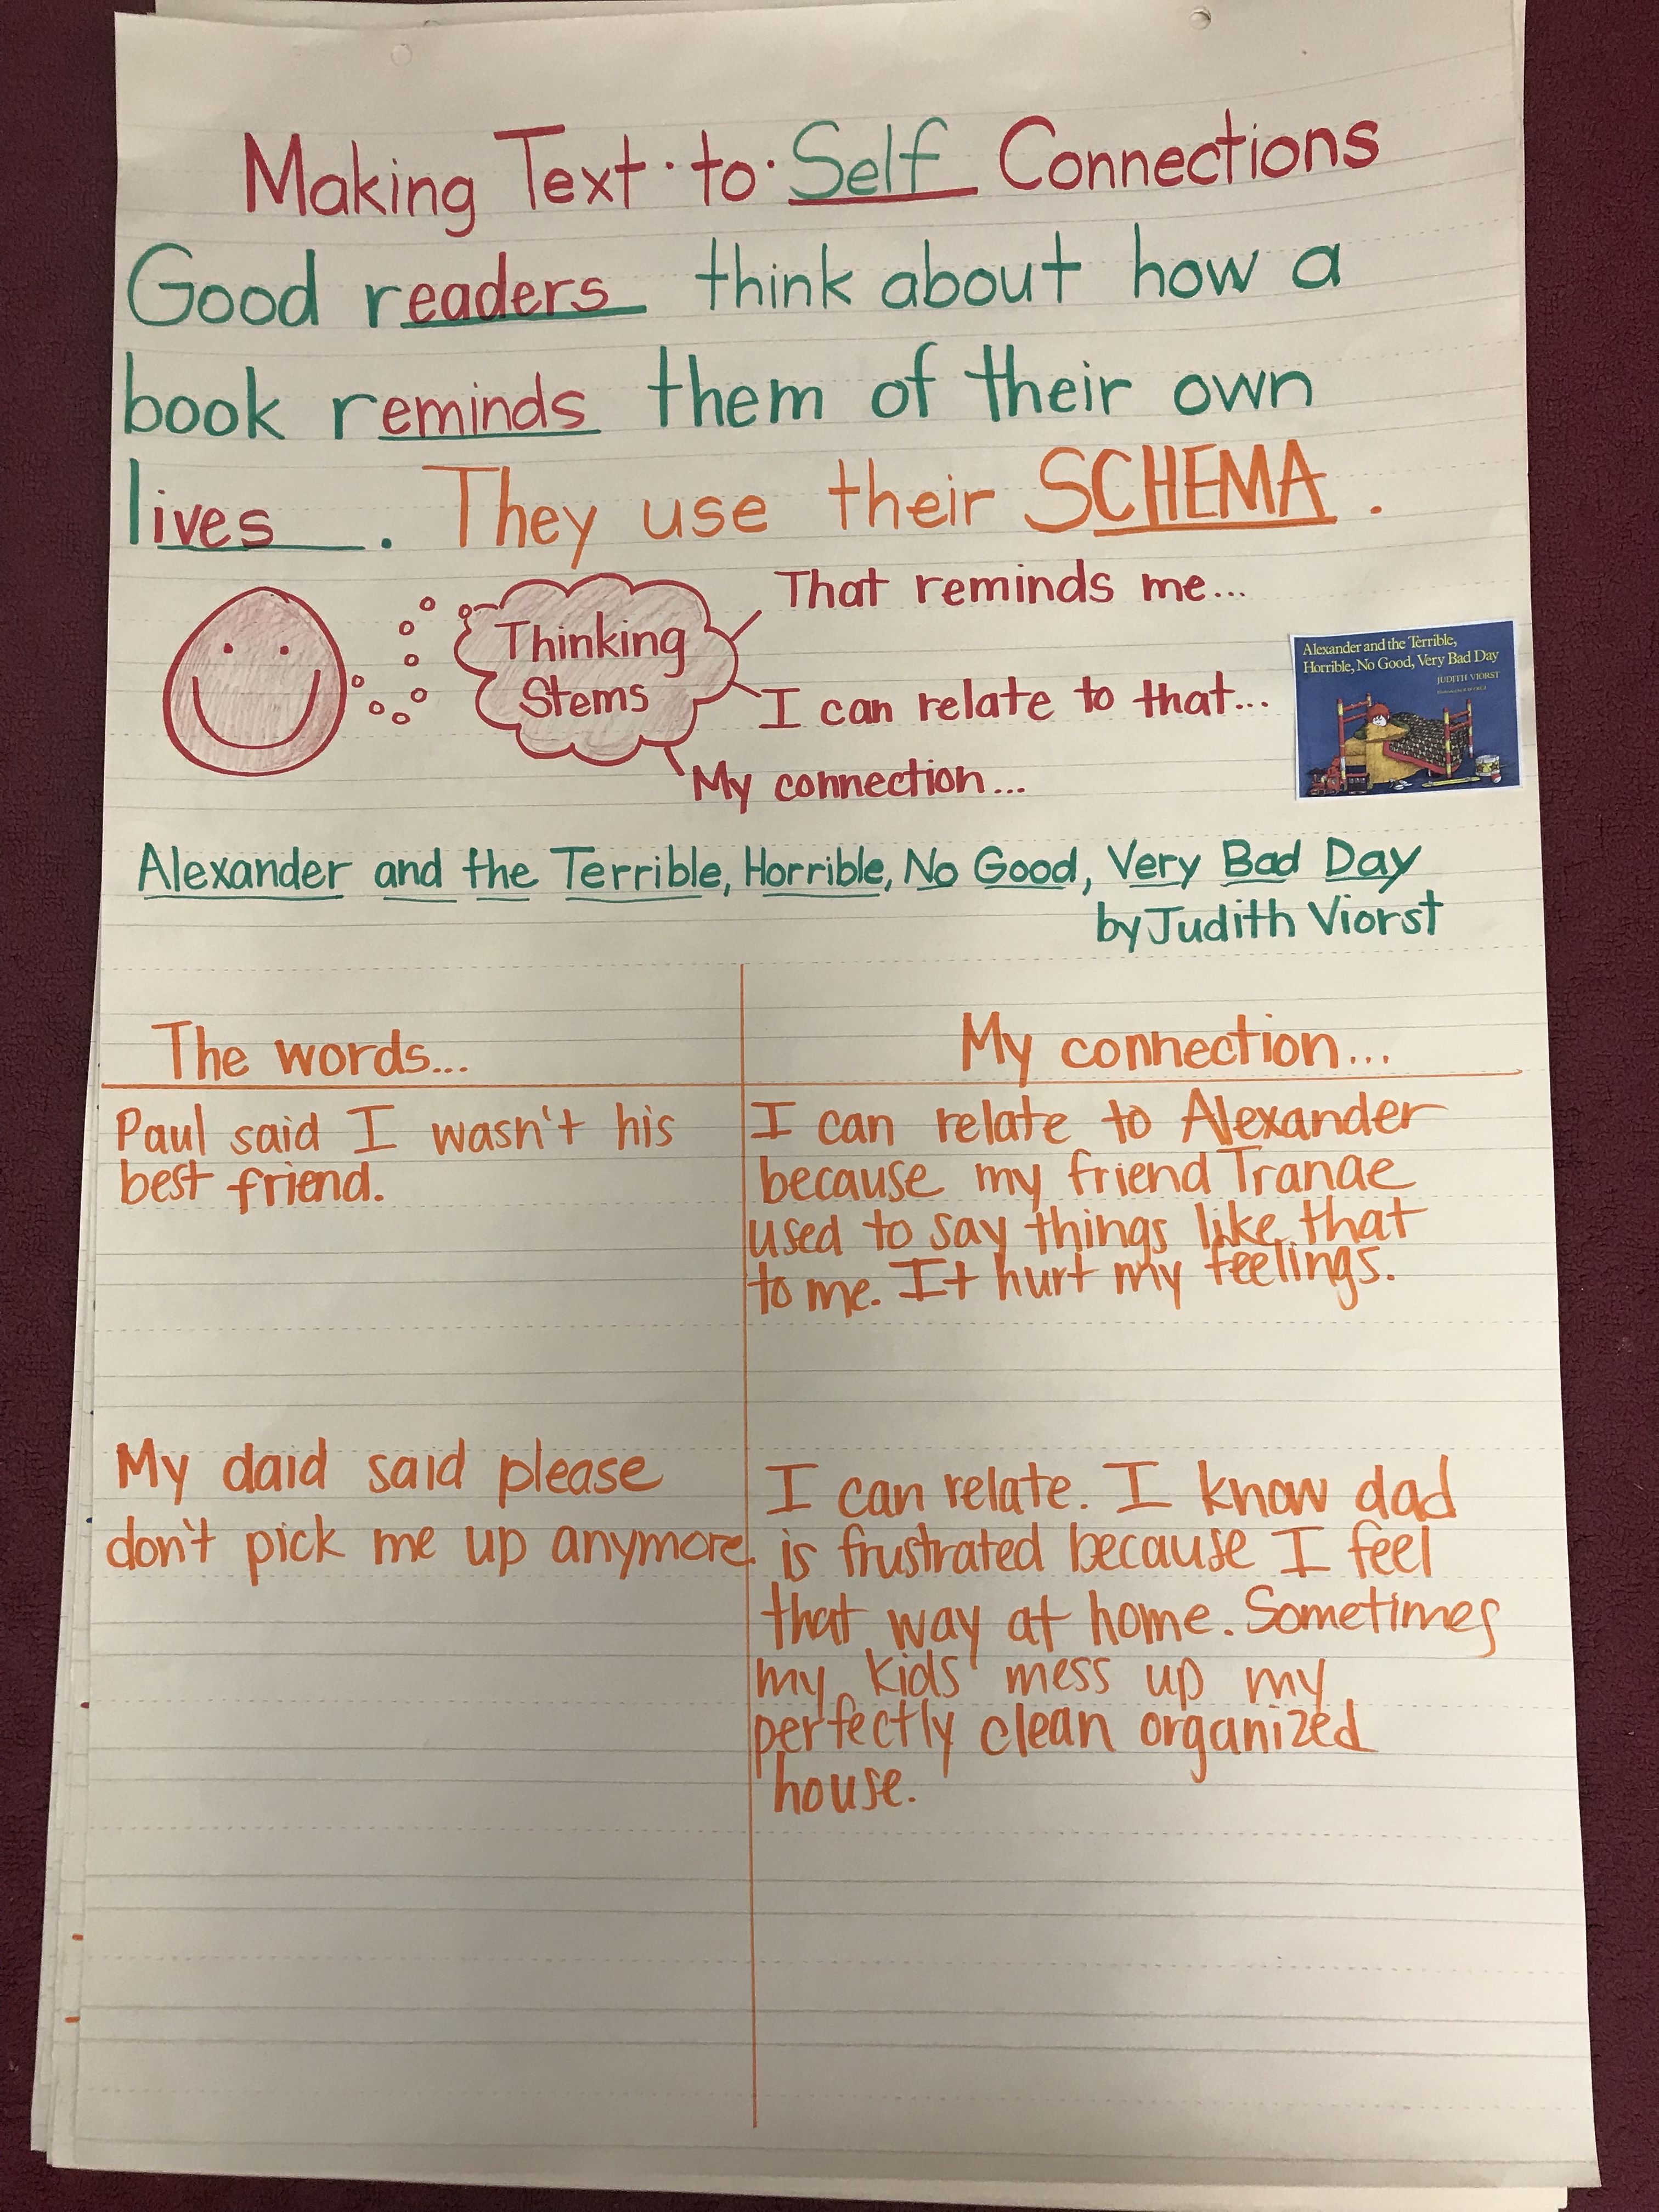 Making Text·to·Self Connections
Good readers think about how a
book reminds them of their own
lives. They use their SCHEMA.
Thinking
Stems
That reminds me...
I can relate to that...
My connection...
Alexander and the Terrible,
Horrible, No Good, Very Bad Day
JUDITH VIORST
Alexander and the Terrible, Horrible, No Good, Very Bad Day
by Judith Viorst
The words...
Paul said I wasn't his
best friend.
My daid said please
don't pick me up anymore.
My connection...
I can relate to Alexander
because my friend Tranae
used to say things like that
to me. It hurt my feelings.
I can relate. I know dad
is frustrated because I feel
that way at home. Sometimes
my kids' mess up my
perfectly clean organized
house.